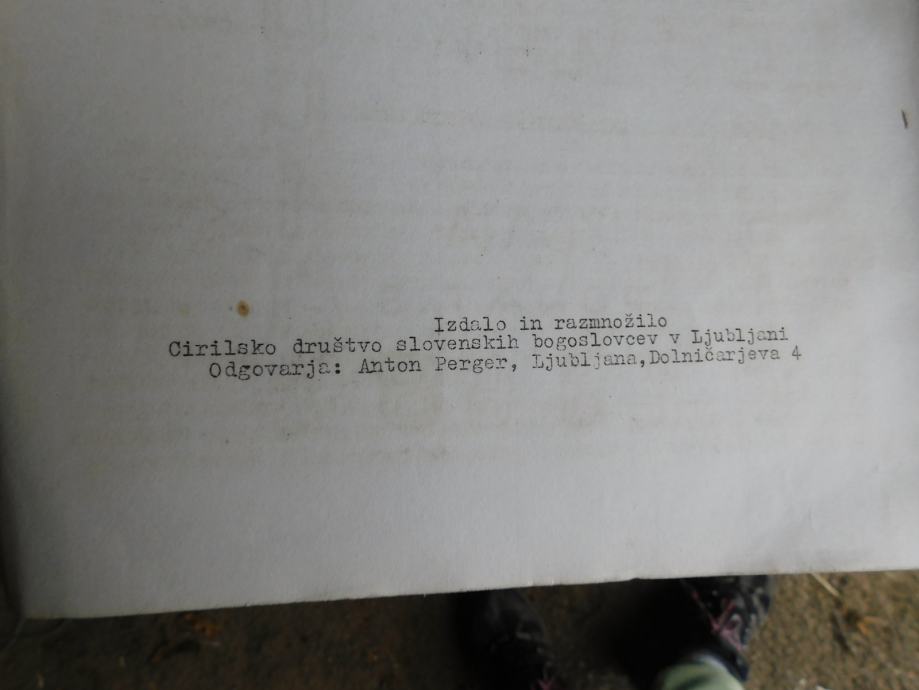 Izdalo in razmnožilo
Cirilsko društvo slovenskih bogoslovcev v Ljubljani
Odgovarja: Anton Perger, Ljubljana,Dolničarjeva 4